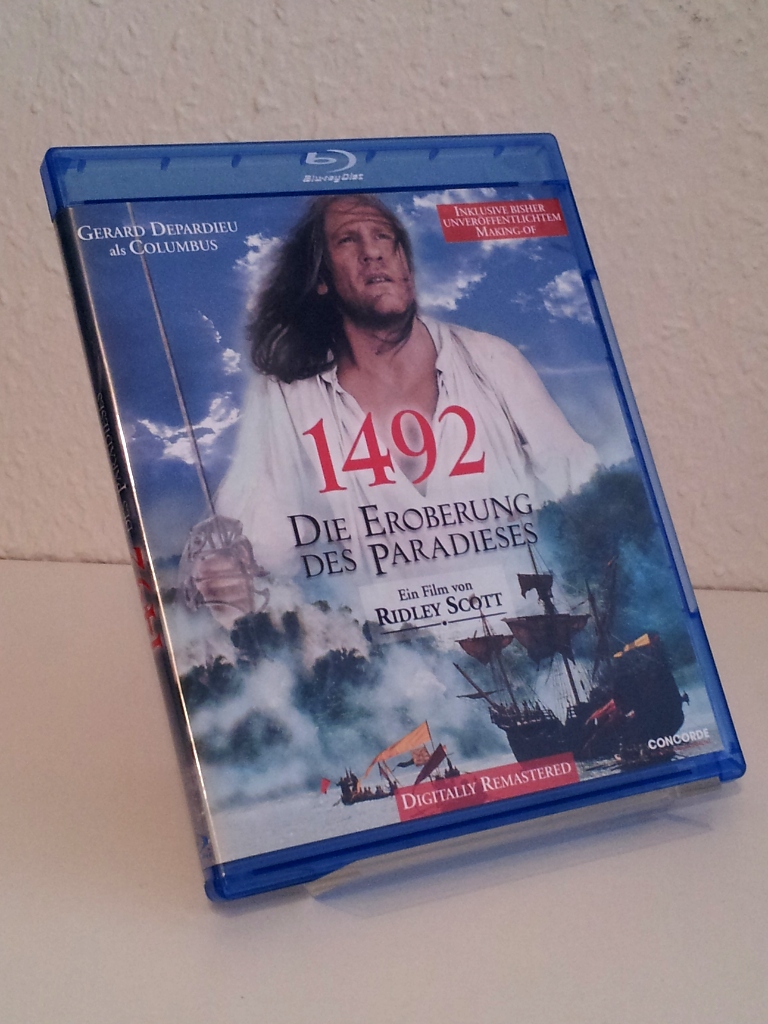 Blu-ray Disc
GERARD DEPARDIEU
als COLUMBUS
INKLUSIVE BISHER
UNVERÖFFENTLICHTEM
MAKING-OF
1492
DIE EROBERUNG
DES PARADIESES
Ein Film von
RIDLEY SCOTT
CONCORDE
DIGITALLY REMASTERED